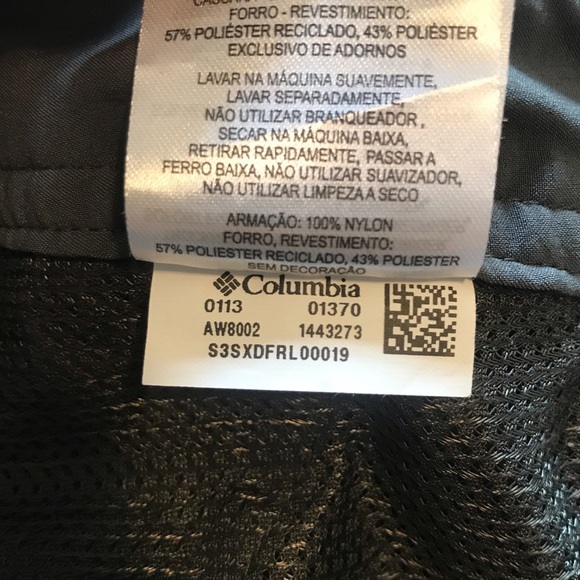 FORRO - REVESTIMIENTO:
57% POLIÉSTER RECICLADO, 43% POLIÉSTER
EXCLUSIVO DE ADORNOS
LAVAR NA MÁQUINA SUAVEMENTE,
LAVAR SEPARADAMENTE,
NÃO UTILIZAR BRANQUEADOR,
SECAR NA MÁQUINA BAIXA,
RETIRAR RAPIDAMENTE, PASSAR A
FERRO BAIXA, NÃO UTILIZAR SUAVIZADOR,
NÃO UTILIZAR LIMPEZA A SECO
ARMAÇÃO: 100% NYLON
FORRO, REVESTIMENTO:
57% POLIESTER RECICLADO, 43% POLIESTER
SEM DECORAÇÃO
Columbia
0113 01370
AW8002 1443273
S3SXDFRL00019